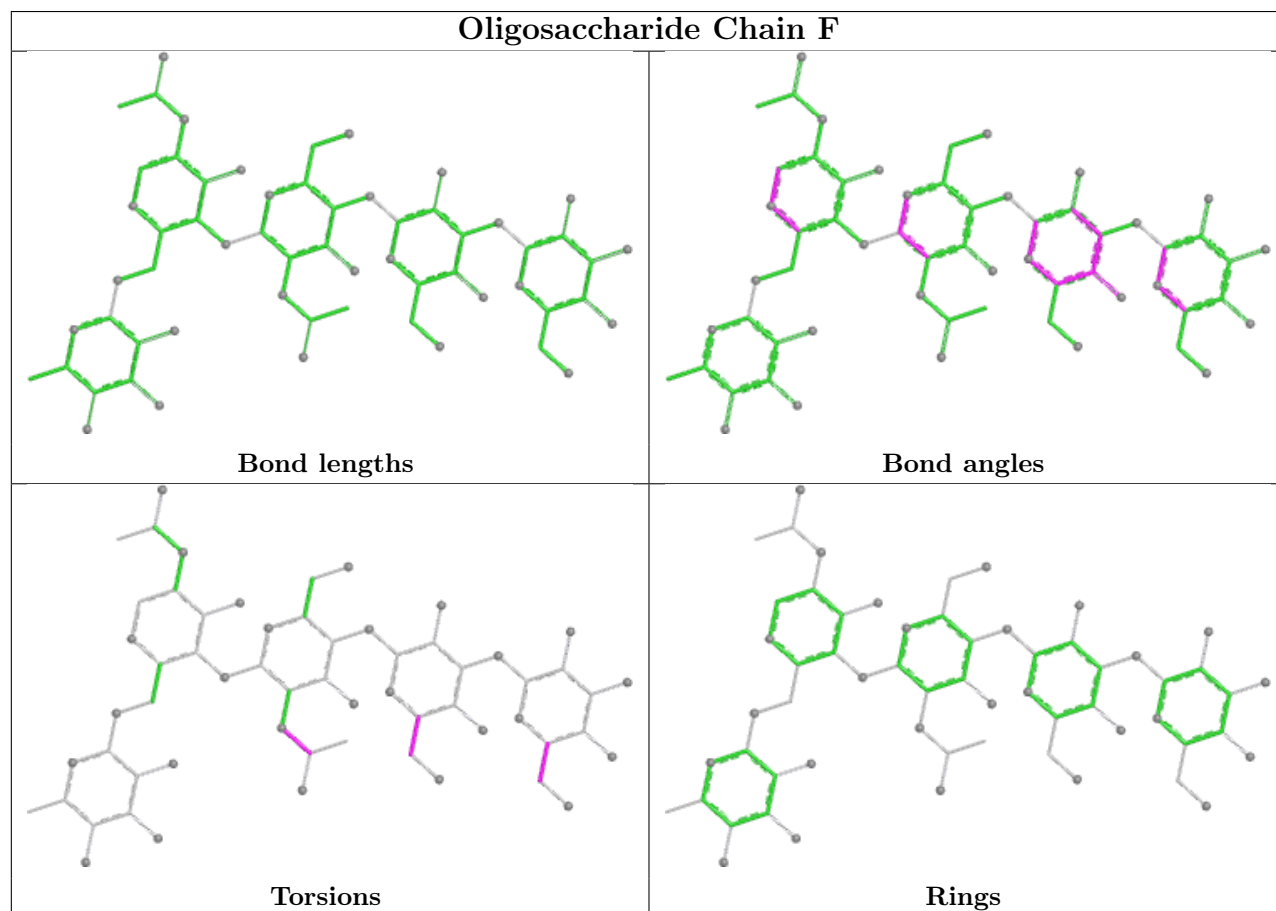 Oligosaccharide Chain F
Bond lengths
Bond angles
Torsions
Rings